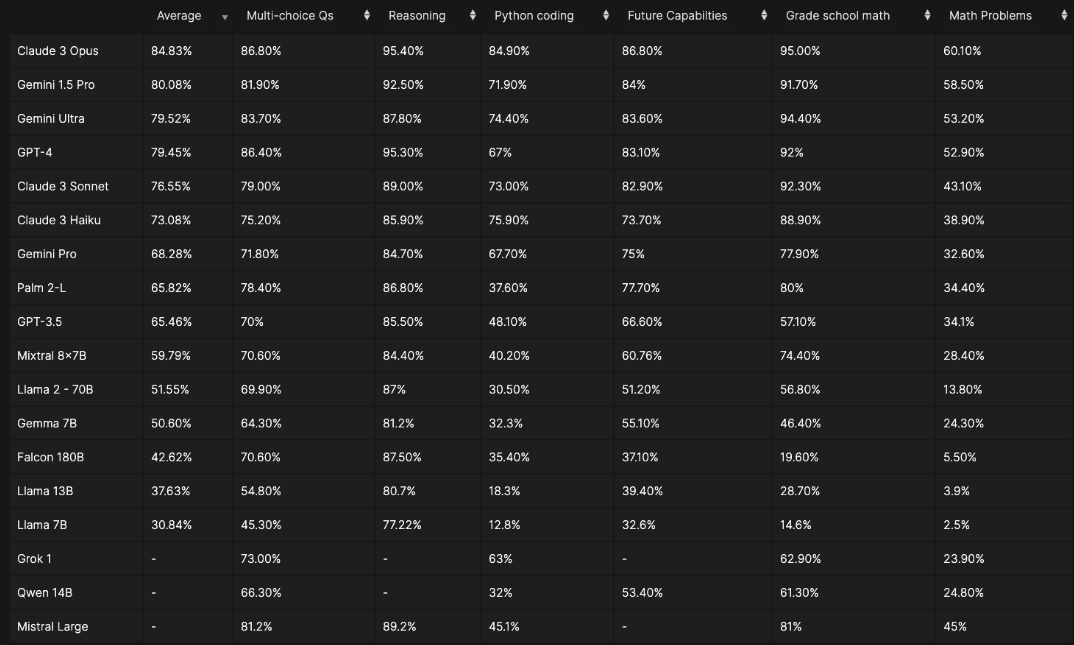 Average Multi-choice Qs Reasoning Python coding Future Capabilties Grade school math Math Problems
Claude 3 Opus 84.83% 86.80% 95.40% 84.90% 86.80% 95.00% 60.10%
Gemini 1.5 Pro 80.08% 81.90% 92.50% 71.90% 84% 91.70% 58.50%
Gemini Ultra 79.52% 83.70% 87.80% 74.40% 83.60% 94.40% 53.20%
GPT-4 79.45% 86.40% 95.30% 67% 83.10% 92% 52.90%
Claude 3 Sonnet 76.55% 79.00% 89.00% 73.00% 82.90% 92.30% 43.10%
Claude 3 Haiku 73.08% 75.20% 85.90% 75.90% 73.70% 88.90% 38.90%
Gemini Pro 68.28% 71.80% 84.70% 67.70% 75% 77.90% 32.60%
Palm 2-L 65.82% 78.40% 86.80% 37.60% 77.70% 80% 34.40%
GPT-3.5 65.46% 70% 85.50% 48.10% 66.60% 57.10% 34.1%
Mixtral 8×7B 59.79% 70.60% 84.40% 40.20% 60.76% 74.40% 28.40%
Llama 2 - 70B 51.55% 69.90% 87% 30.50% 51.20% 56.80% 13.80%
Gemma 7B 50.60% 64.30% 81.2% 32.3% 55.10% 46.40% 24.30%
Falcon 180B 42.62% 70.60% 87.50% 35.40% 37.10% 19.60% 5.50%
Llama 13B 37.63% 54.80% 80.7% 18.3% 39.40% 28.70% 3.9%
Llama 7B 30.84% 45.30% 77.22% 12.8% 32.6% 14.6% 2.5%
Grok 1 - 73.00% - 63% - 62.90% 23.90%
Qwen 14B - 66.30% - 32% 53.40% 61.30% 24.80%
Mistral Large - 81.2% 89.2% 45.1% - 81% 45%